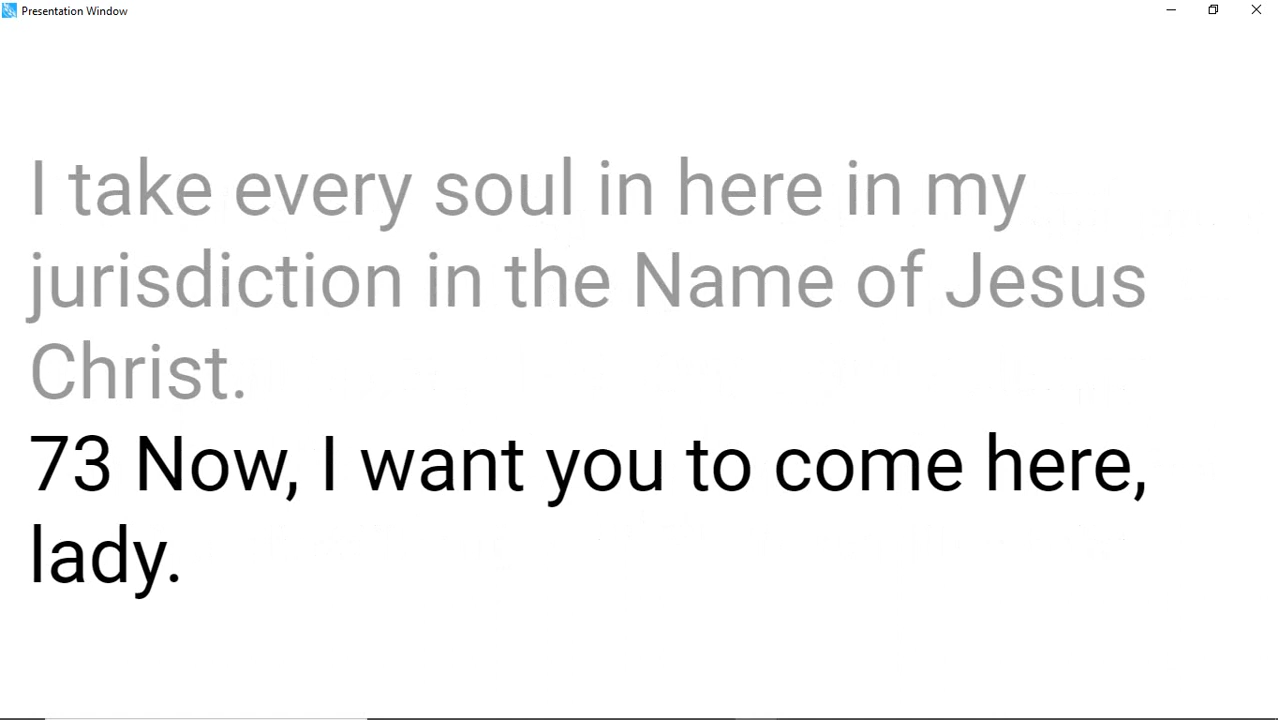 Presentation Window
I take every soul in here in my
jurisdiction in the Name of Jesus
Christ.
73 Now, I want you to come here,
lady.